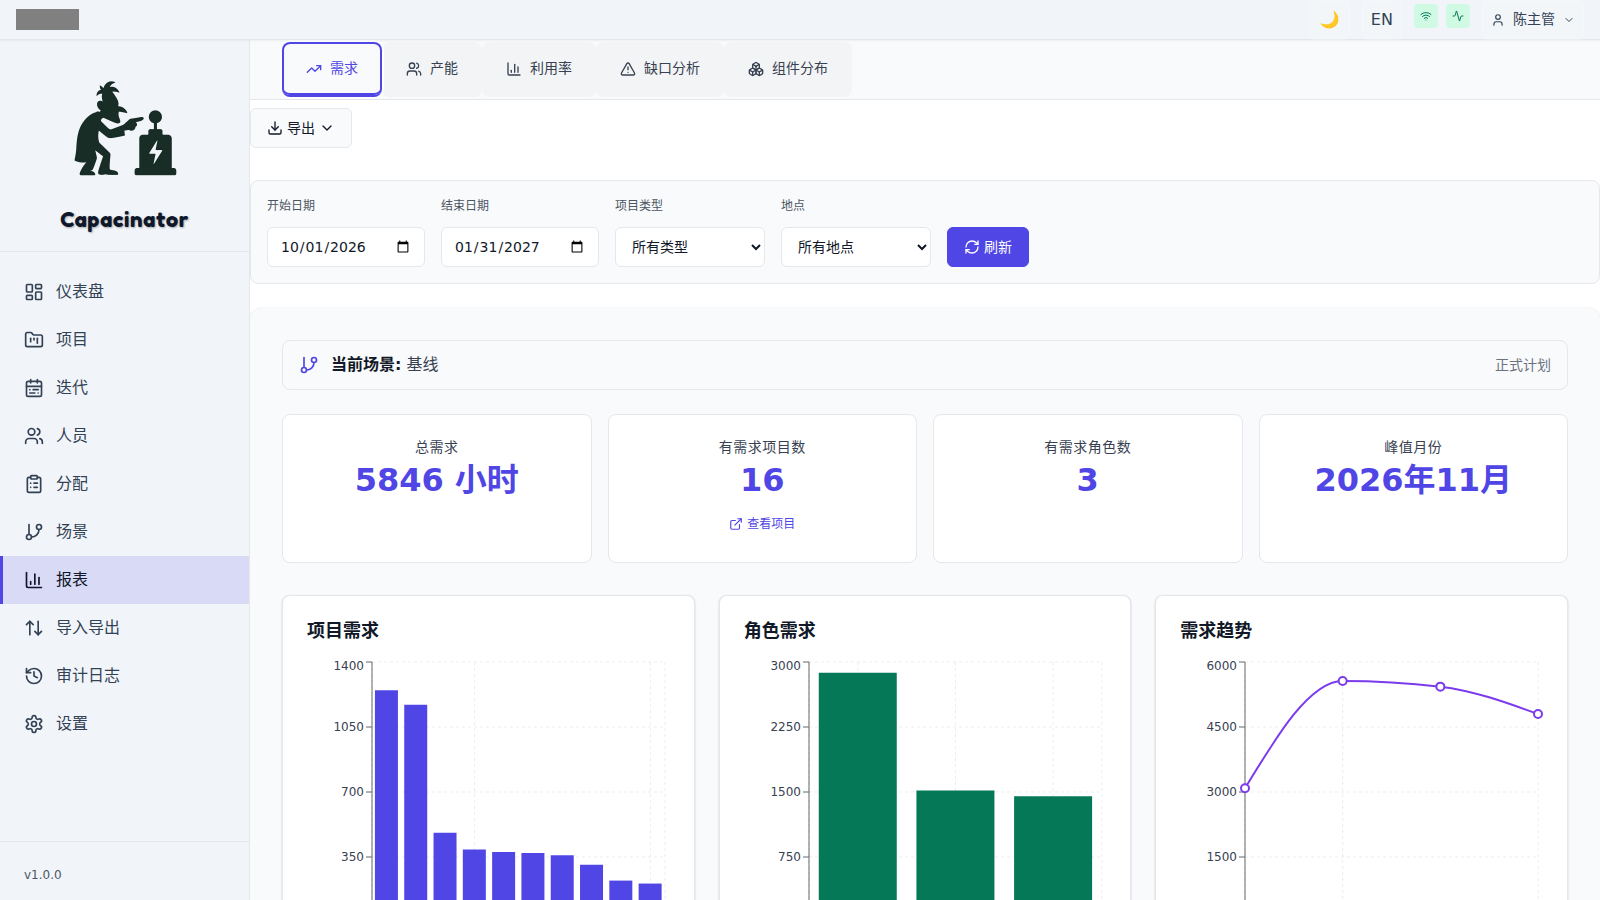 EN
陈主管
Capacinator
仪表盘
项目
迭代
人员
分配
场景
报表
导入导出
审计日志
设置
v1.0.0
需求
产能
利用率
缺口分析
组件分布
导出
开始日期
结束日期
项目类型
地点
10/01/2026
01/31/2027
所有类型
所有地点
刷新
当前场景: 基线
正式计划
总需求
5846 小时
有需求项目数
16
查看项目
有需求角色数
3
峰值月份
2026年11月
项目需求
1400
1050
700
350
角色需求
3000
2250
1500
750
需求趋势
6000
4500
3000
1500